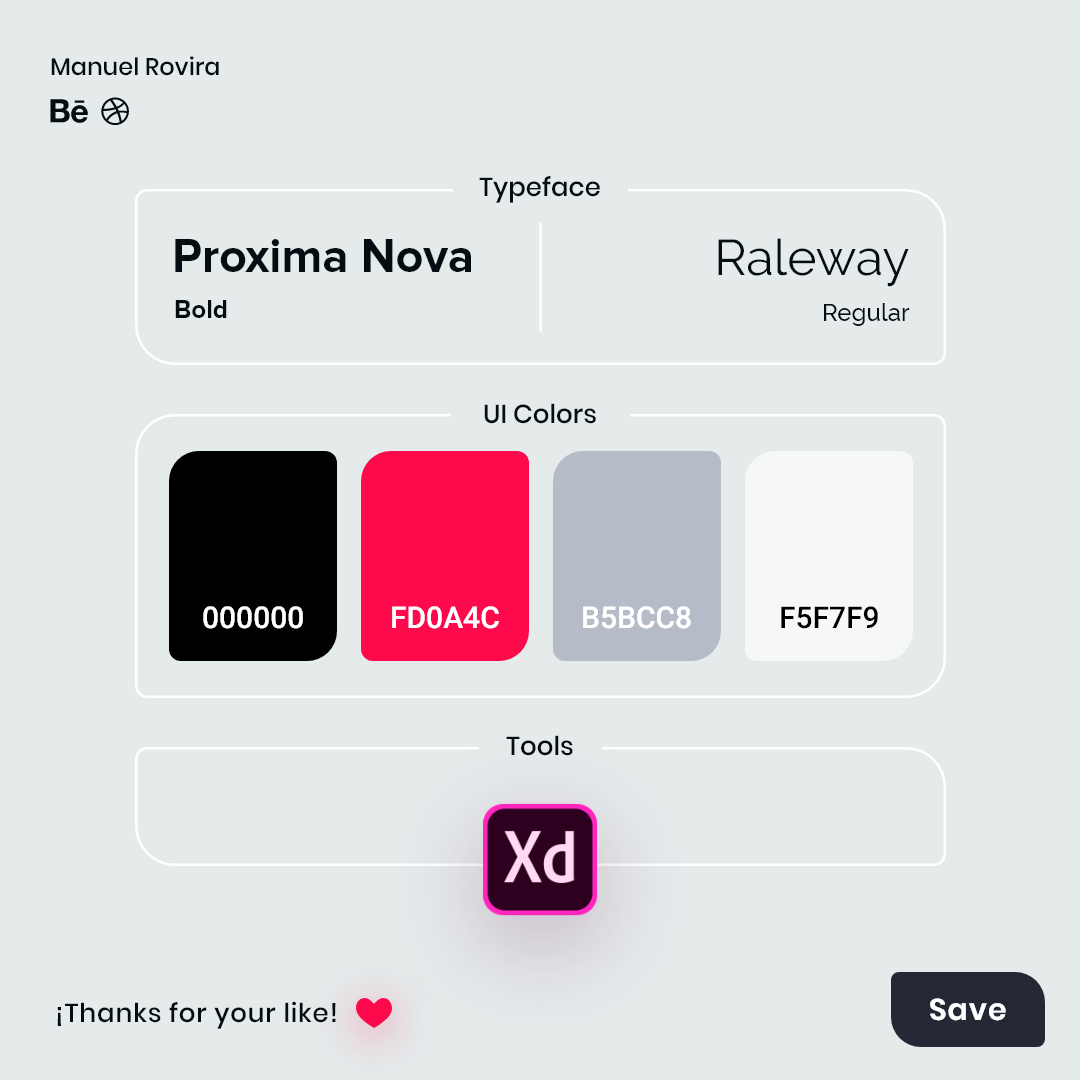 Manuel Rovira
Bē
Typeface
Proxima Nova
Bold
Raleway
Regular
UI Colors
000000
FD0A4C
B5BCC8
F5F7F9
Tools
Xd
¡Thanks for your like!
Save